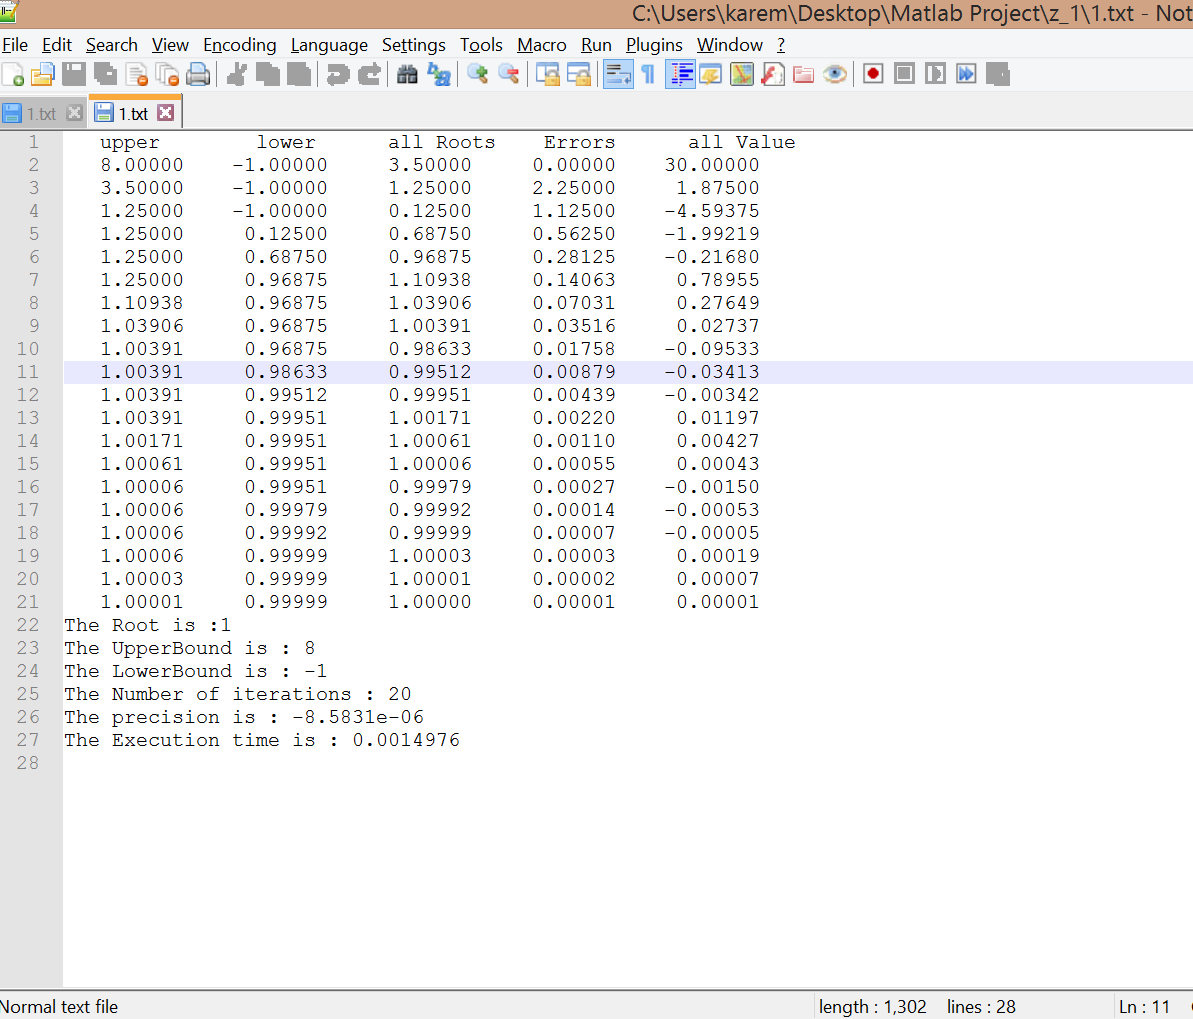 C:\Users\karem\Desktop\Matlab Project\z_1\1.txt - Not
File Edit Search View Encoding Language Settings Tools Macro Run Plugins Window ?
1.txt 1.txt
1 upper lower all Roots Errors all Value
2 8.00000 -1.00000 3.50000 0.00000 30.00000
3 3.50000 -1.00000 1.25000 2.25000 1.87500
4 1.25000 -1.00000 0.12500 1.12500 -4.59375
5 1.25000 0.12500 0.68750 0.56250 -1.99219
6 1.25000 0.68750 0.96875 0.28125 -0.21680
7 1.25000 0.96875 1.10938 0.14063 0.78955
8 1.10938 0.96875 1.03906 0.07031 0.27649
9 1.03906 0.96875 1.00391 0.03516 0.02737
10 1.00391 0.96875 0.98633 0.01758 -0.09533
11 1.00391 0.98633 0.99512 0.00879 -0.03413
12 1.00391 0.99512 0.99951 0.00439 -0.00342
13 1.00391 0.99951 1.00171 0.00220 0.01197
14 1.00171 0.99951 1.00061 0.00110 0.00427
15 1.00061 0.99951 1.00006 0.00055 0.00043
16 1.00006 0.99951 0.99979 0.00027 -0.00150
17 1.00006 0.99979 0.99992 0.00014 -0.00053
18 1.00006 0.99992 0.99999 0.00007 -0.00005
19 1.00006 0.99999 1.00003 0.00003 0.00019
20 1.00003 0.99999 1.00001 0.00002 0.00007
21 1.00001 0.99999 1.00000 0.00001 0.00001
22 The Root is :1
23 The UpperBound is : 8
24 The LowerBound is : -1
25 The Number of iterations : 20
26 The precision is : -8.5831e-06
27 The Execution time is : 0.0014976
28
Normal text file length : 1,302 lines : 28 Ln : 11